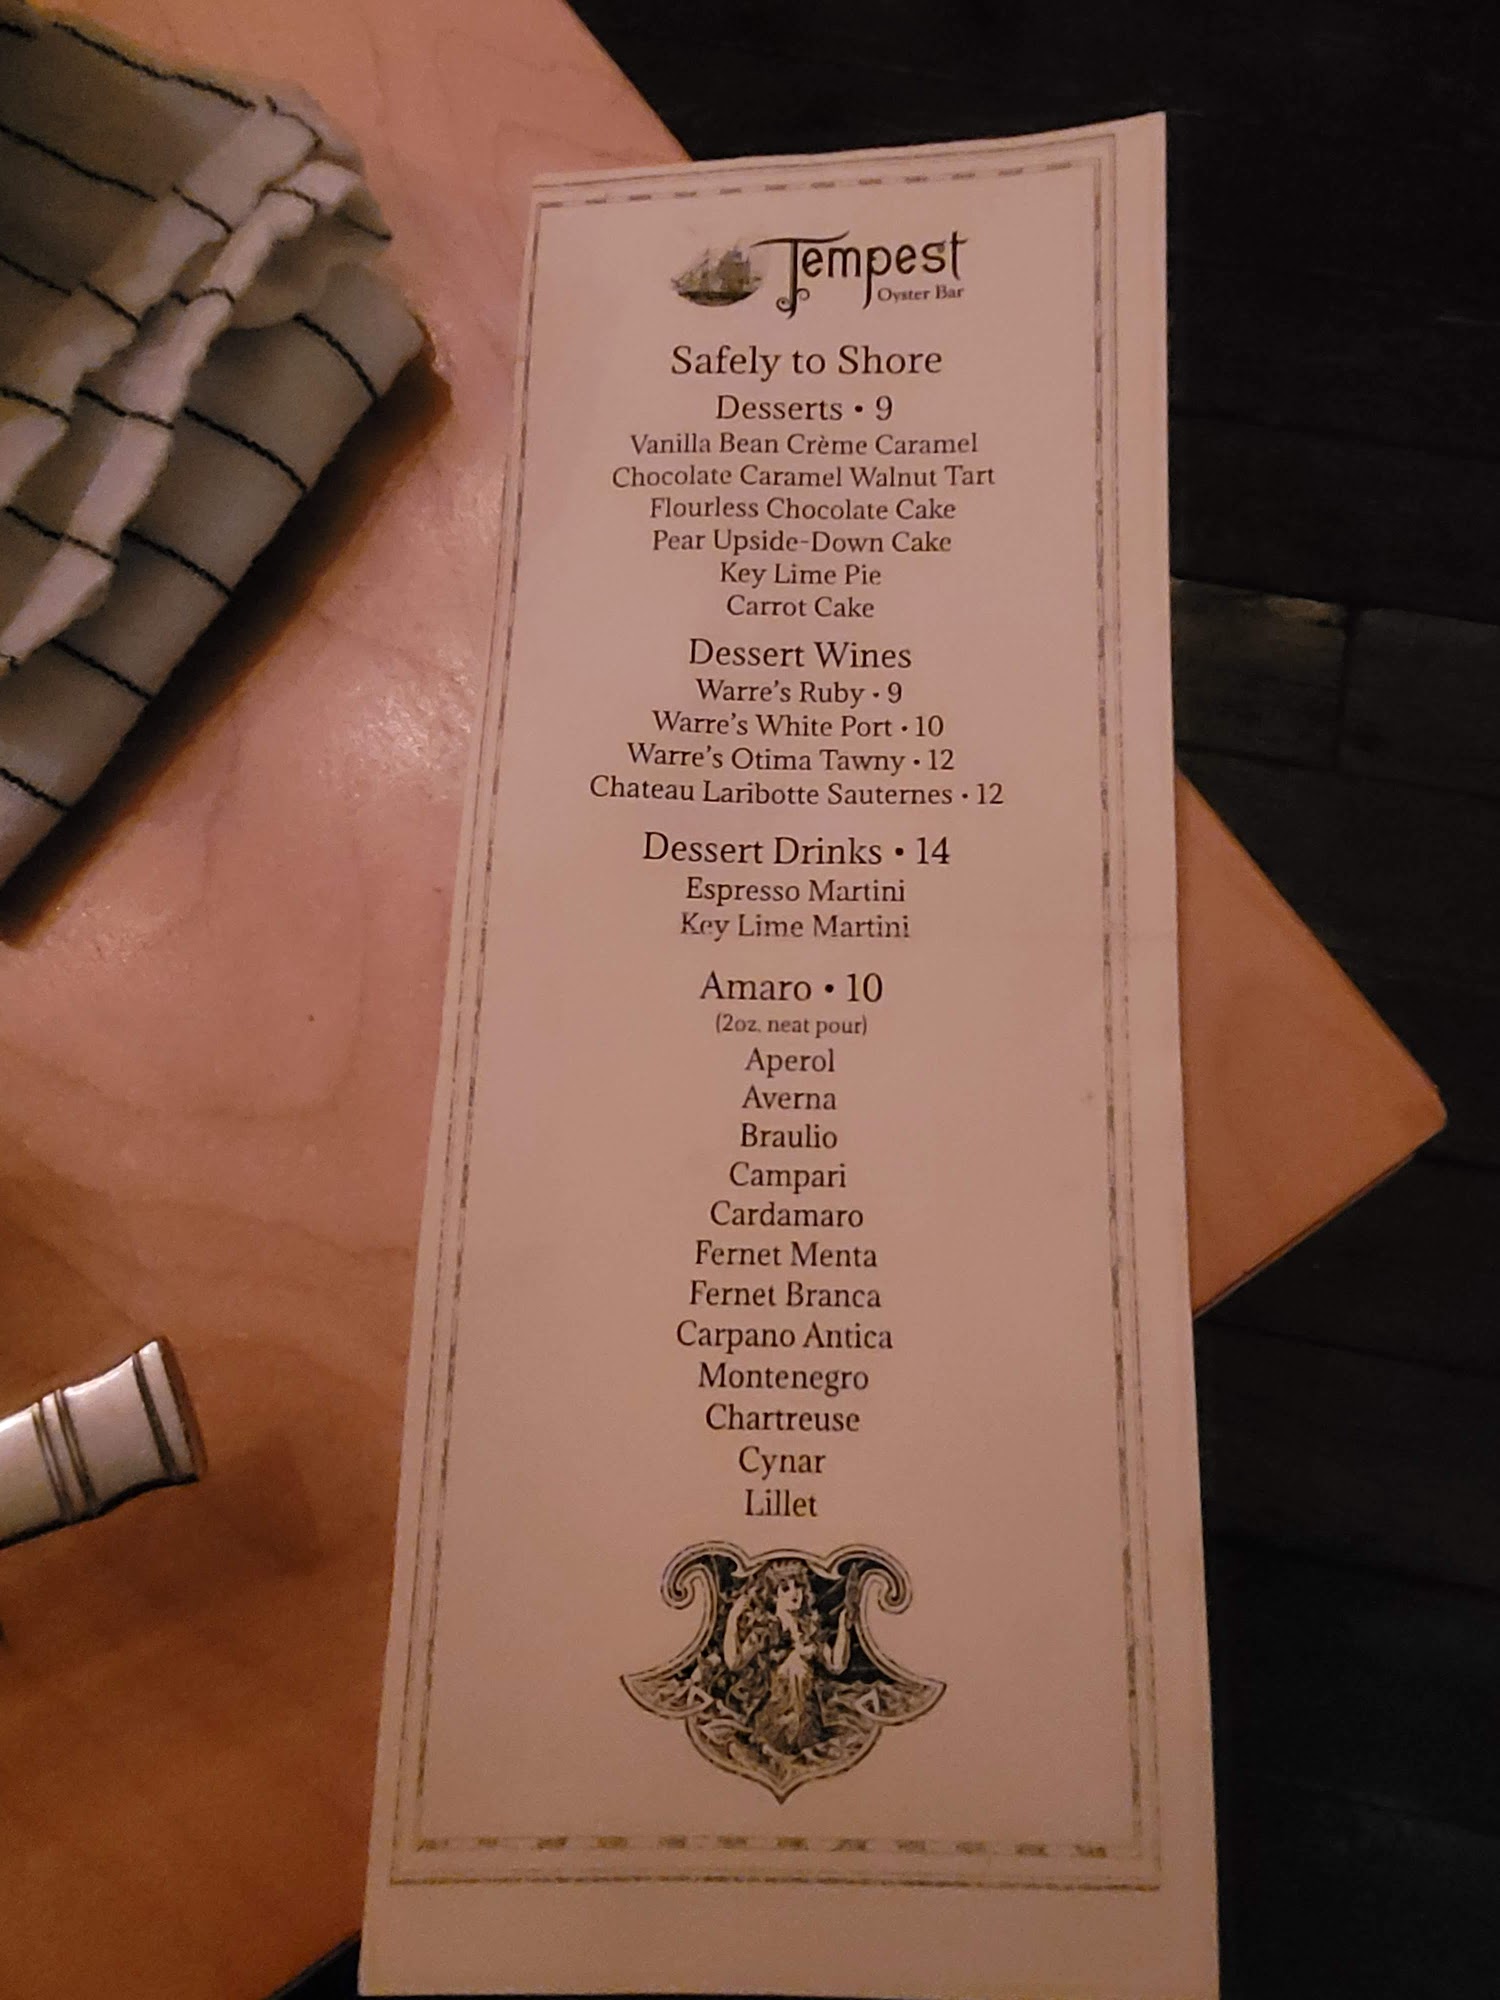 Tempest
Oyster Bar
Safely to Shore
Desserts • 9
Vanilla Bean Crème Caramel
Chocolate Caramel Walnut Tart
Flourless Chocolate Cake
Pear Upside-Down Cake
Key Lime Pie
Carrot Cake
Dessert Wines
Warre's Ruby • 9
Warre's White Port • 10
Warre's Otima Tawny • 12
Chateau Laribotte Sauternes • 12
Dessert Drinks • 14
Espresso Martini
Key Lime Martini
Amaro • 10
(2oz. neat pour)
Aperol
Averna
Braulio
Campari
Cardamaro
Fernet Menta
Fernet Branca
Carpano Antica
Montenegro
Chartreuse
Cynar
Lillet